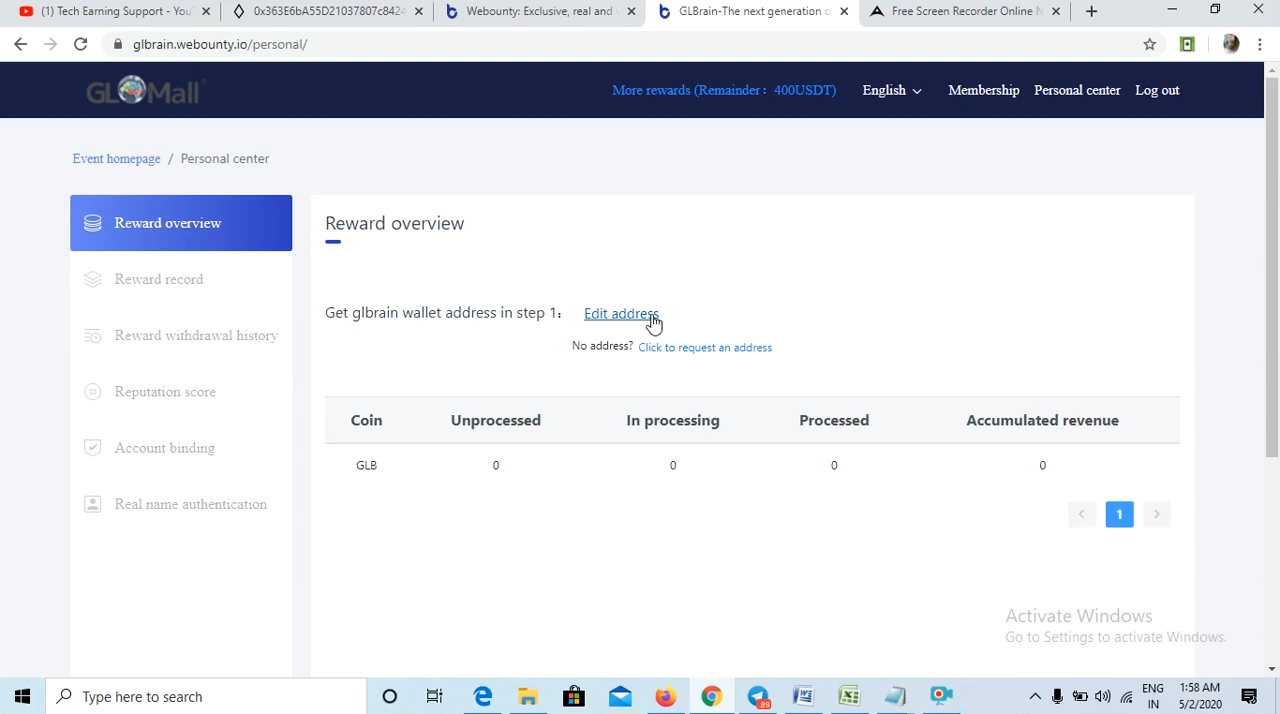 (1) Tech Earning Support - You
0x363E6bA55D21037807c8424
Webounty: Exclusive, real and
GLBrain-The next generation o
Free Screen Recorder Online N
glbrain.webounty.io/personal/
GLOMall
More rewards (Remainder： 400USDT)
English
Membership
Personal center
Log out
Event homepage / Personal center
Reward overview
Reward record
Reward withdrawal history
Reputation score
Account binding
Real name authentication
Reward overview
Get glbrain wallet address in step 1： Edit address
No address? Click to request an address
Coin Unprocessed In processing Processed Accumulated revenue
GLB 0 0 0 0
< 1 >
Activate Windows
Go to Settings to activate Windows.
Type here to search
89
ENG
IN
1:58 AM
5/2/2020